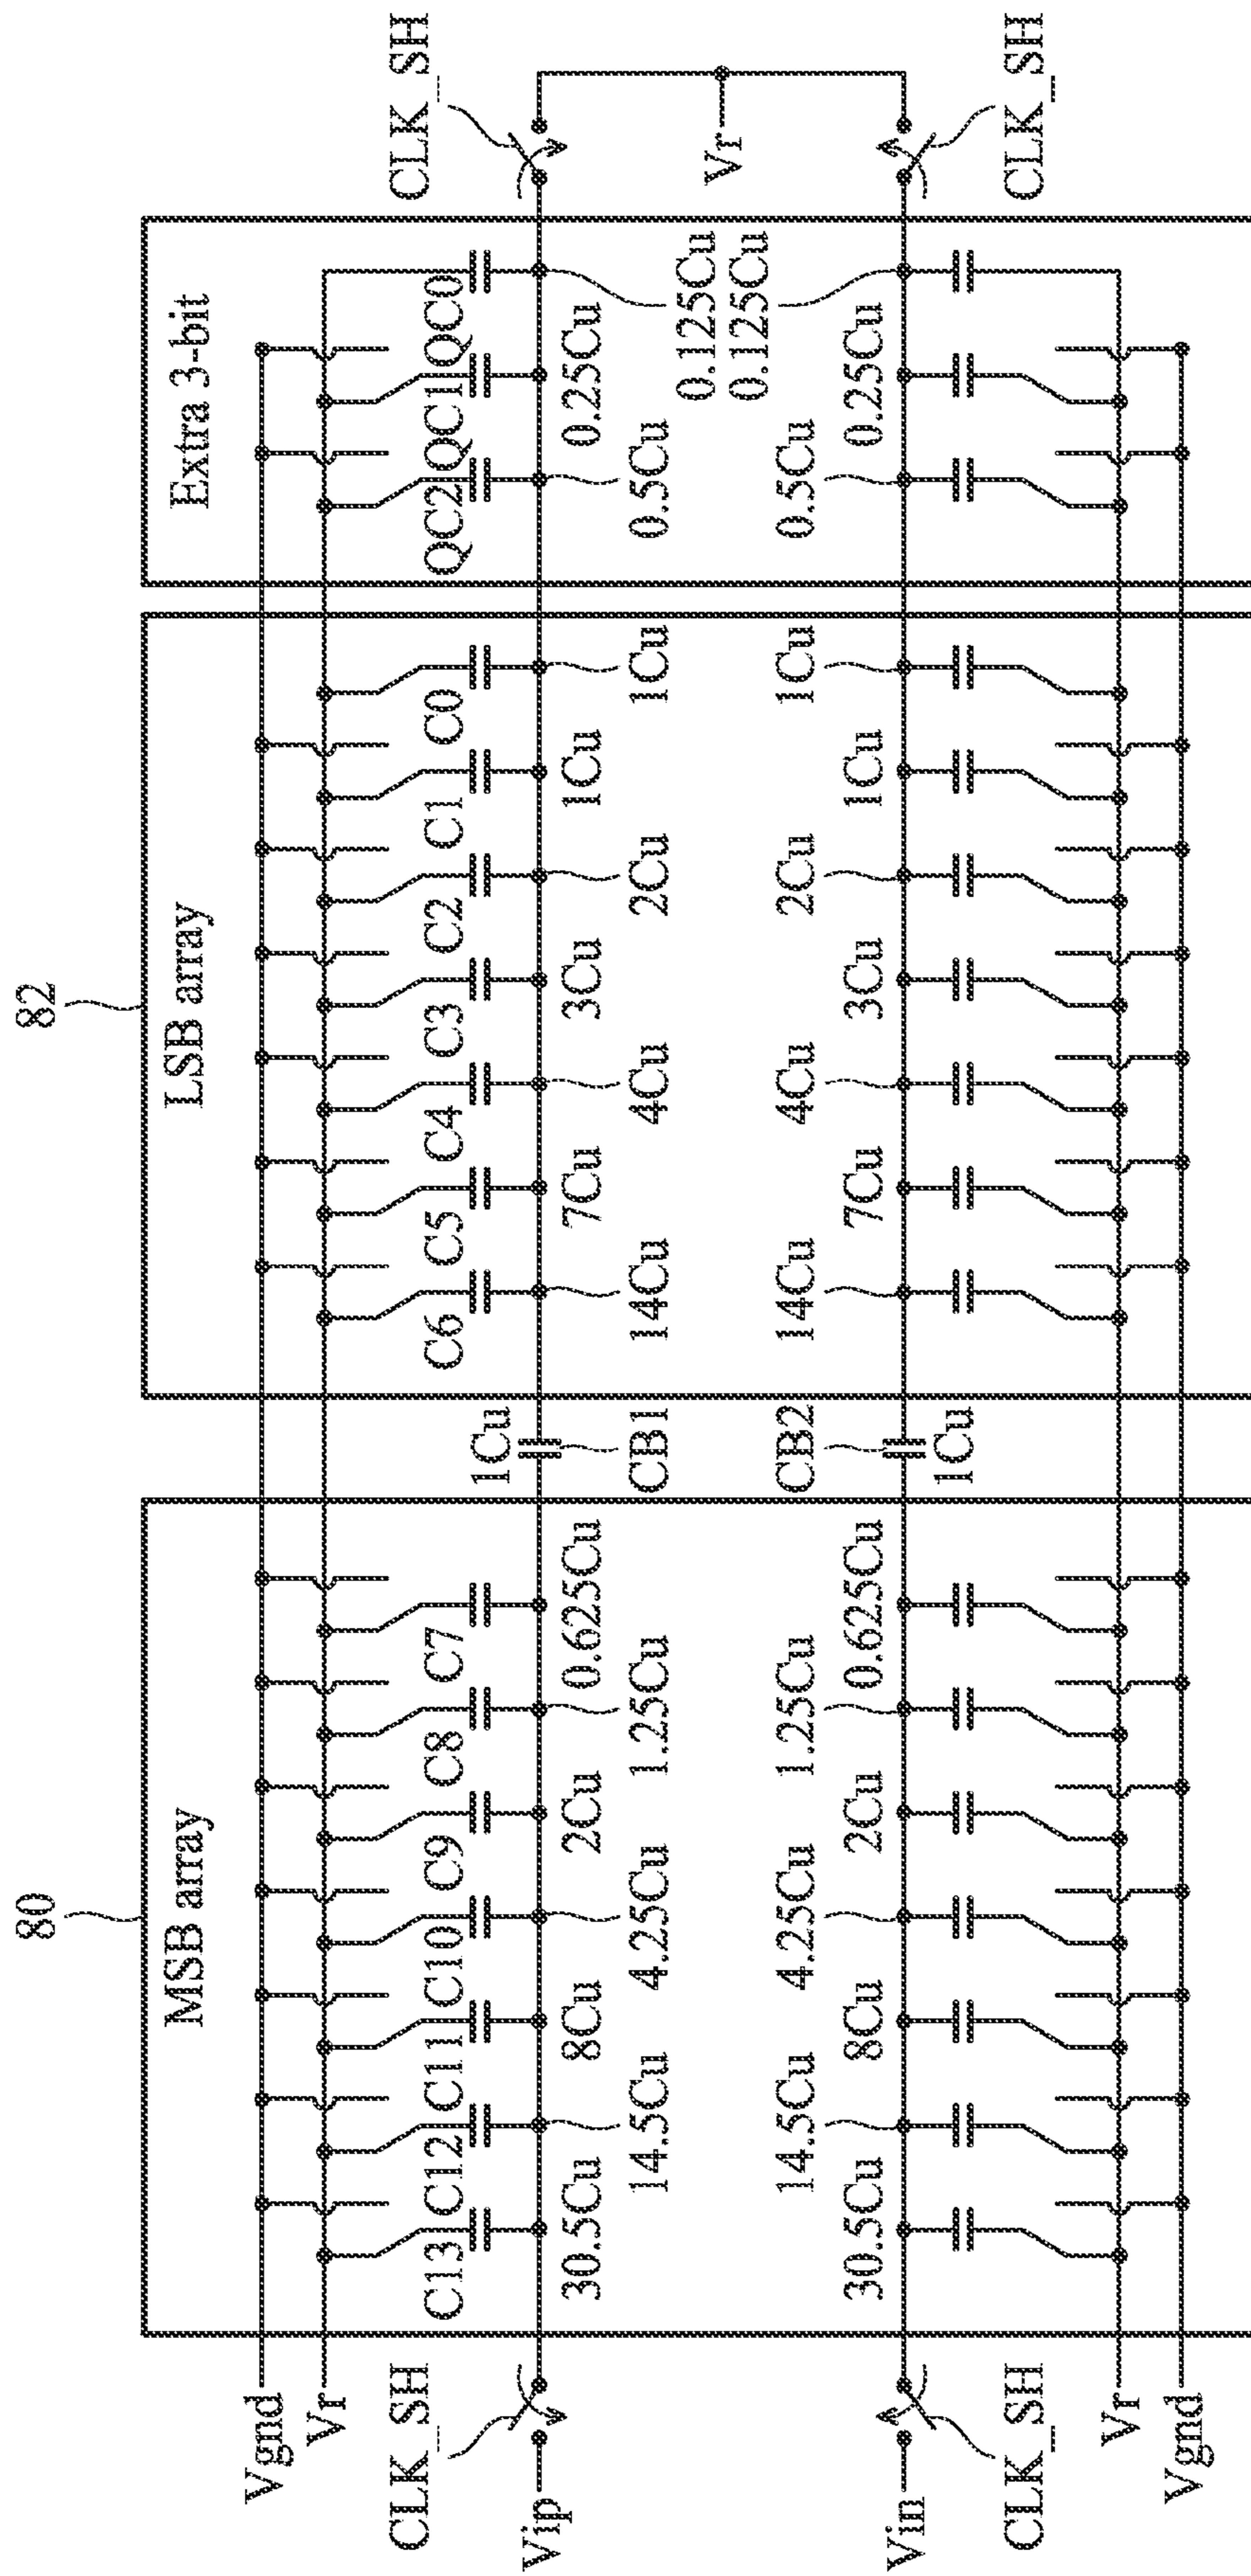 80
82
MSB array
LSB array
Extra 3-bit
Vgnd
Vr
CLK_SH
Vip
C13
C12
C11
C10
C9
C8
C7
1Cu
C6
C5
C4
C3
C2
C1
C0
QC2
QC1
QC0
CLK_SH
30.5Cu
14.5Cu
8Cu
4.25Cu
2Cu
1.25Cu
0.625Cu
CB1
14Cu
7Cu
4Cu
3Cu
2Cu
1Cu
1Cu
0.5Cu
0.25Cu
0.125Cu
0.125Cu
Vr
30.5Cu
14.5Cu
8Cu
4.25Cu
2Cu
1.25Cu
0.625Cu
CB2
1Cu
14Cu
7Cu
4Cu
3Cu
2Cu
1Cu
1Cu
0.5Cu
0.25Cu
Vin
CLK_SH
CLK_SH
Vr
Vgnd